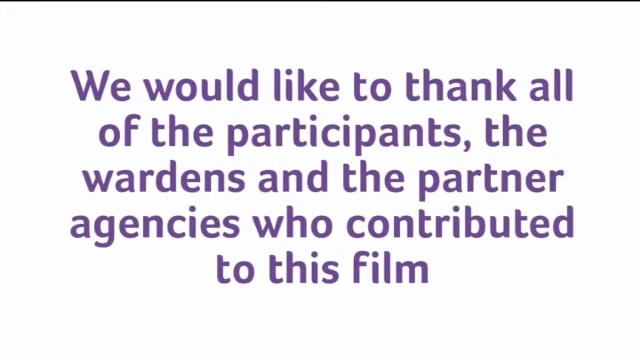 We would like to thank all
of the participants, the
wardens and the partner
agencies who contributed
to this film